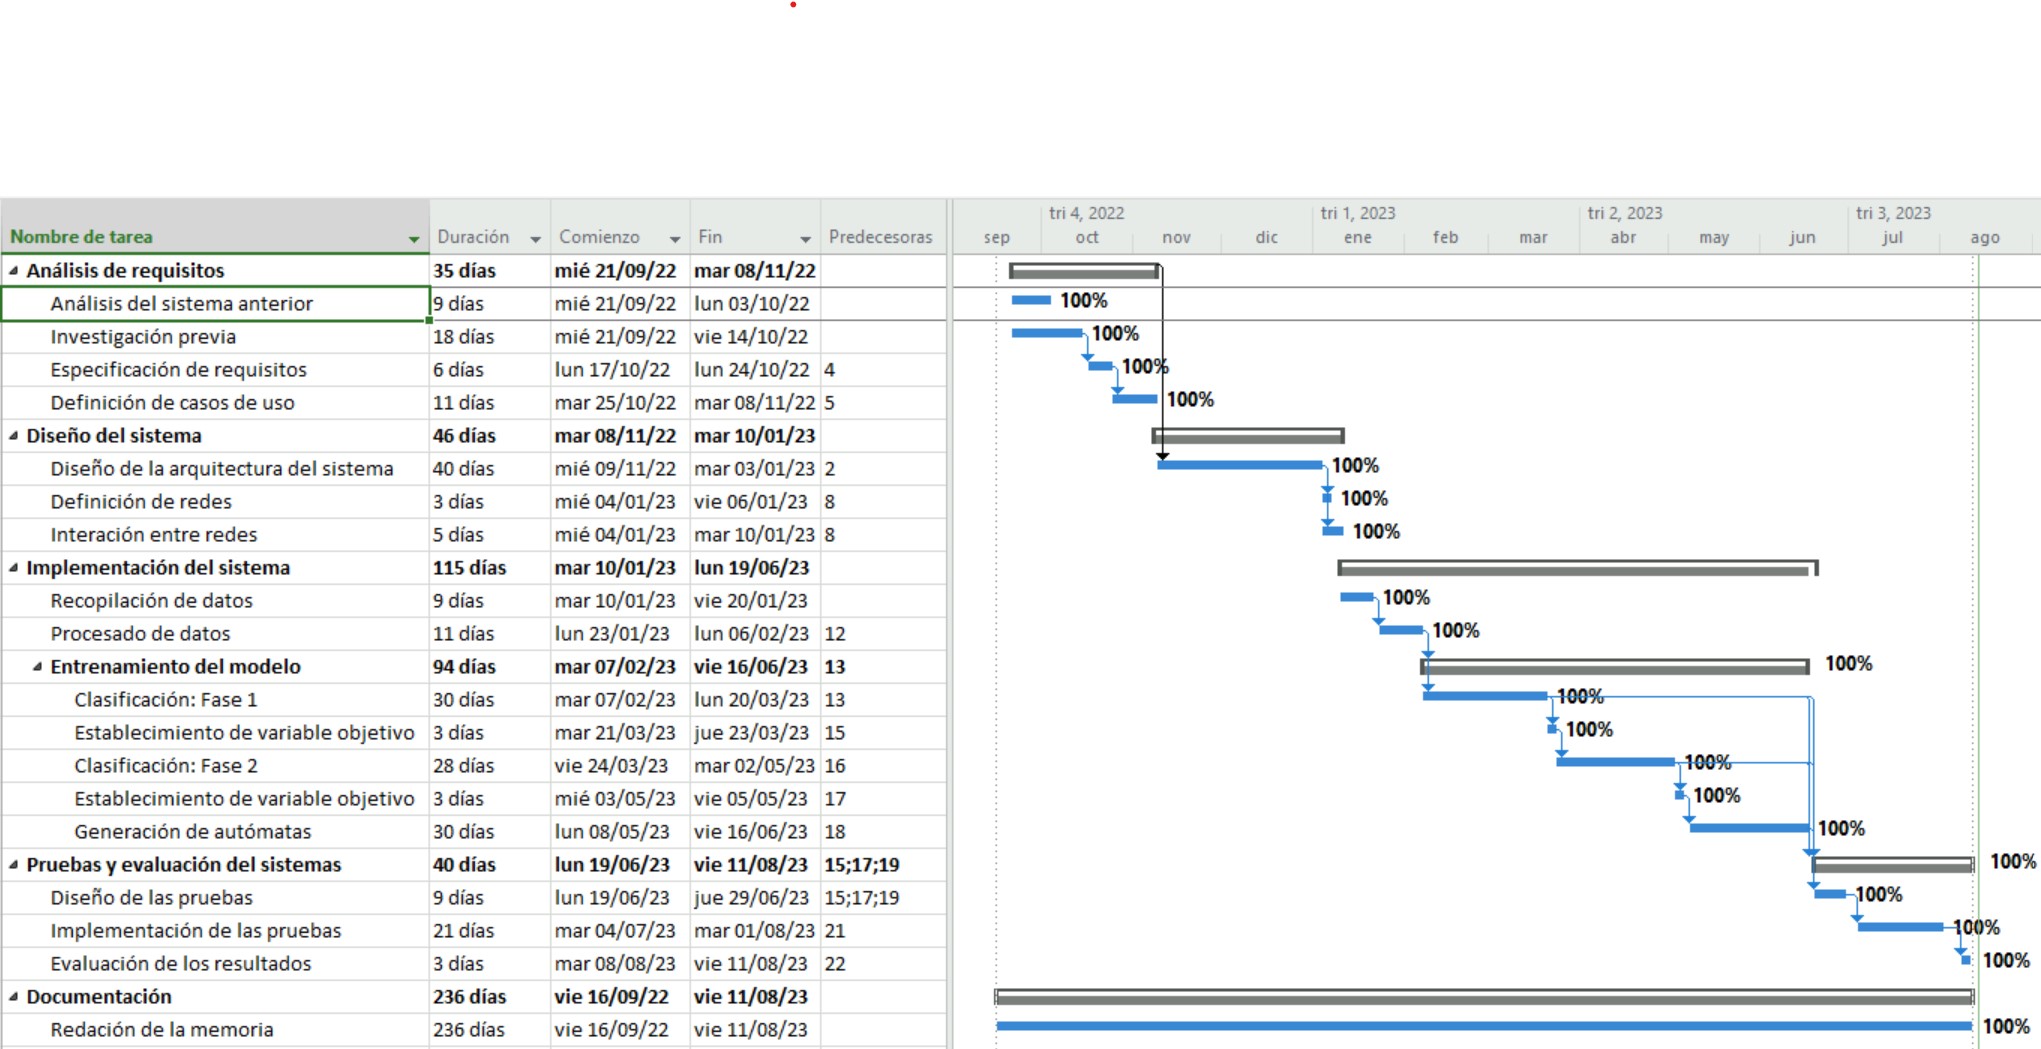 tri 4, 2022 tri 1, 2023 tri 2, 2023 tri 3, 2023
Nombre de tarea Duración Comienzo Fin Predecesoras sep oct nov dic ene feb mar abr may jun jul ago
Análisis de requisitos 35 días mié 21/09/22 mar 08/11/22
Análisis del sistema anterior 9 días mié 21/09/22 lun 03/10/22 100%
Investigación previa 18 días mié 21/09/22 vie 14/10/22 100%
Especificación de requisitos 6 días lun 17/10/22 lun 24/10/22 4 100%
Definición de casos de uso 11 días mar 25/10/22 mar 08/11/22 5 100%
Diseño del sistema 46 días mar 08/11/22 mar 10/01/23
Diseño de la arquitectura del sistema 40 días mié 09/11/22 mar 03/01/23 2 100%
Definición de redes 3 días mié 04/01/23 vie 06/01/23 8 100%
Interación entre redes 5 días mié 04/01/23 mar 10/01/23 8 100%
Implementación del sistema 115 días mar 10/01/23 lun 19/06/23
Recopilación de datos 9 días mar 10/01/23 vie 20/01/23 100%
Procesado de datos 11 días lun 23/01/23 lun 06/02/23 12 100%
Entrenamiento del modelo 94 días mar 07/02/23 vie 16/06/23 13 100%
Clasificación: Fase 1 30 días mar 07/02/23 lun 20/03/23 13 100%
Establecimiento de variable objetivo 3 días mar 21/03/23 jue 23/03/23 15 100%
Clasificación: Fase 2 28 días vie 24/03/23 mar 02/05/23 16 100%
Establecimiento de variable objetivo 3 días mié 03/05/23 vie 05/05/23 17 100%
Generación de autómatas 30 días lun 08/05/23 vie 16/06/23 18 100%
Pruebas y evaluación del sistemas 40 días lun 19/06/23 vie 11/08/23 15;17;19 100%
Diseño de las pruebas 9 días lun 19/06/23 jue 29/06/23 15;17;19 100%
Implementación de las pruebas 21 días mar 04/07/23 mar 01/08/23 21 100%
Evaluación de los resultados 3 días mar 08/08/23 vie 11/08/23 22 100%
Documentación 236 días vie 16/09/22 vie 11/08/23
Redación de la memoria 236 días vie 16/09/22 vie 11/08/23 100%